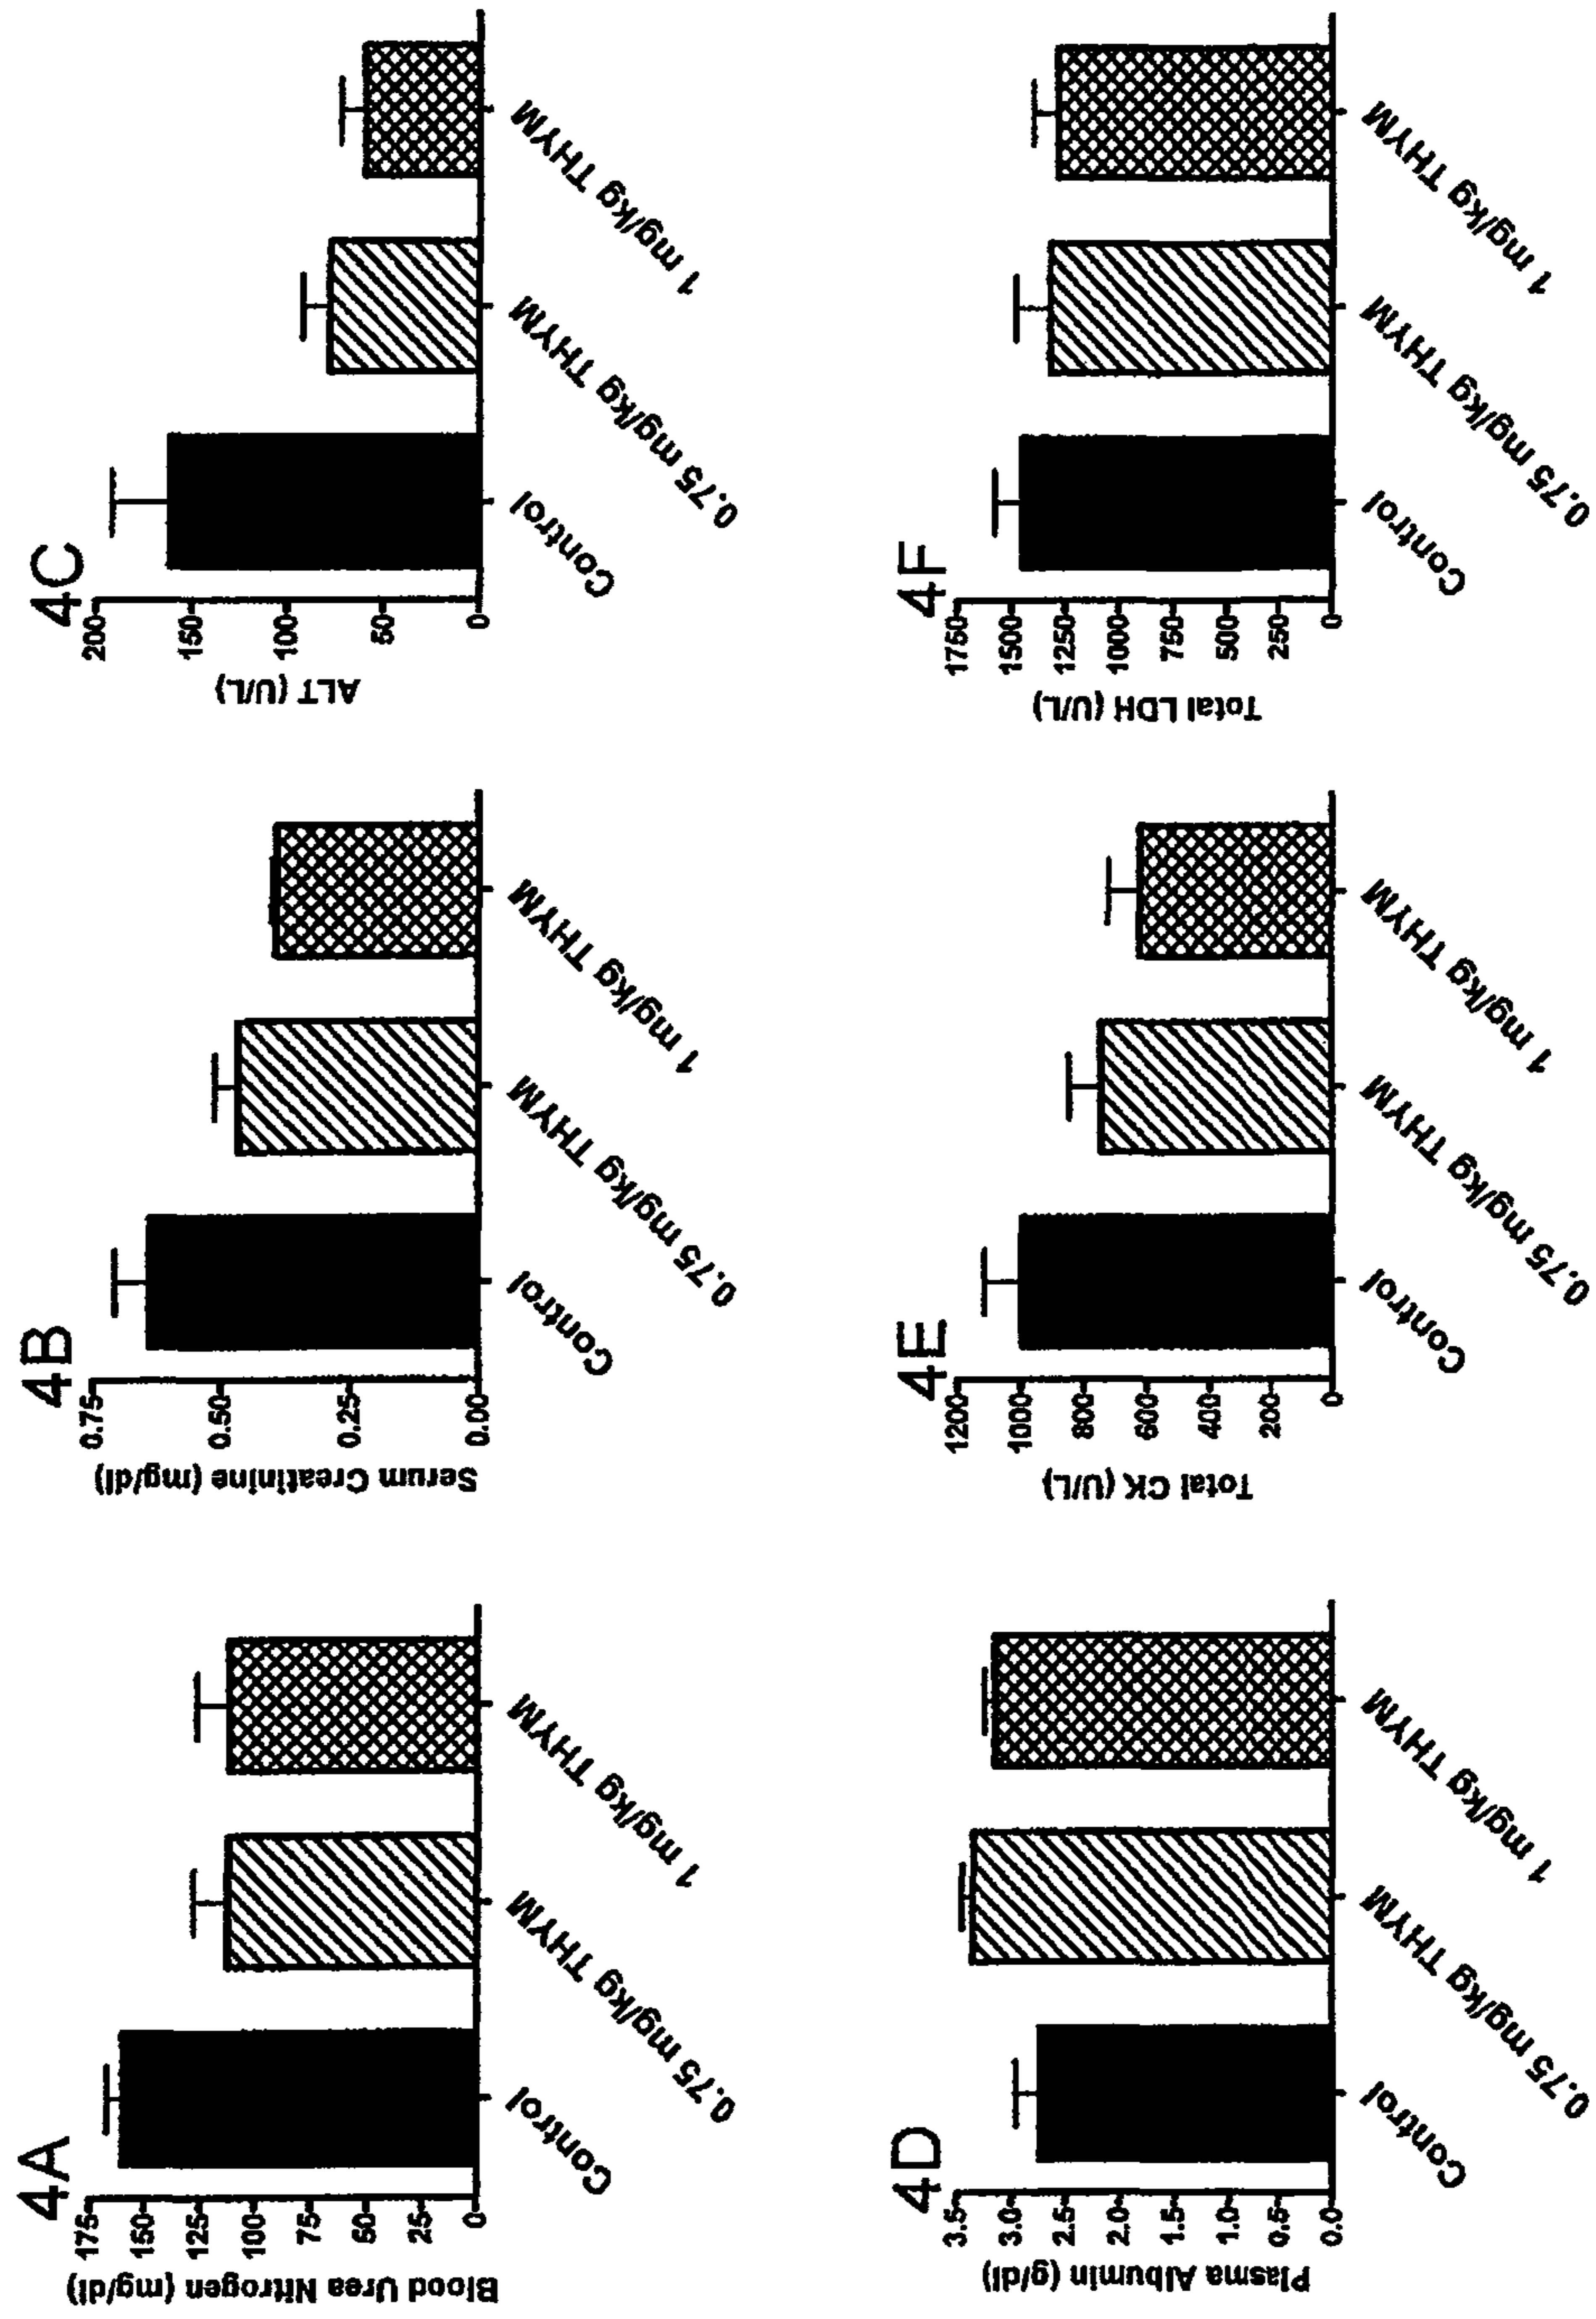 4A
Blood Urea Nitrogen (mg/dl)
175
150
125
100
75
50
25
0
Control
0.75 mg/kg THYM
1 mg/kg THYM
4B
Serum Creatinine (mg/dl)
0.75
0.50
0.25
0.00
Control
0.75 mg/kg THYM
1 mg/kg THYM
4C
ALT (U/L)
200
150
100
50
0
Control
0.75 mg/kg THYM
1 mg/kg THYM
4D
Plasma Albumin (g/dl)
3.5
3.0
2.5
2.0
1.5
1.0
0.5
0.0
Control
0.75 mg/kg THYM
1 mg/kg THYM
4E
Total CK (U/L)
1200
1000
800
600
400
200
0
Control
0.75 mg/kg THYM
1 mg/kg THYM
4F
Total LDH (U/L)
1750
1500
1250
1000
750
500
250
0
Control
0.75 mg/kg THYM
1 mg/kg THYM